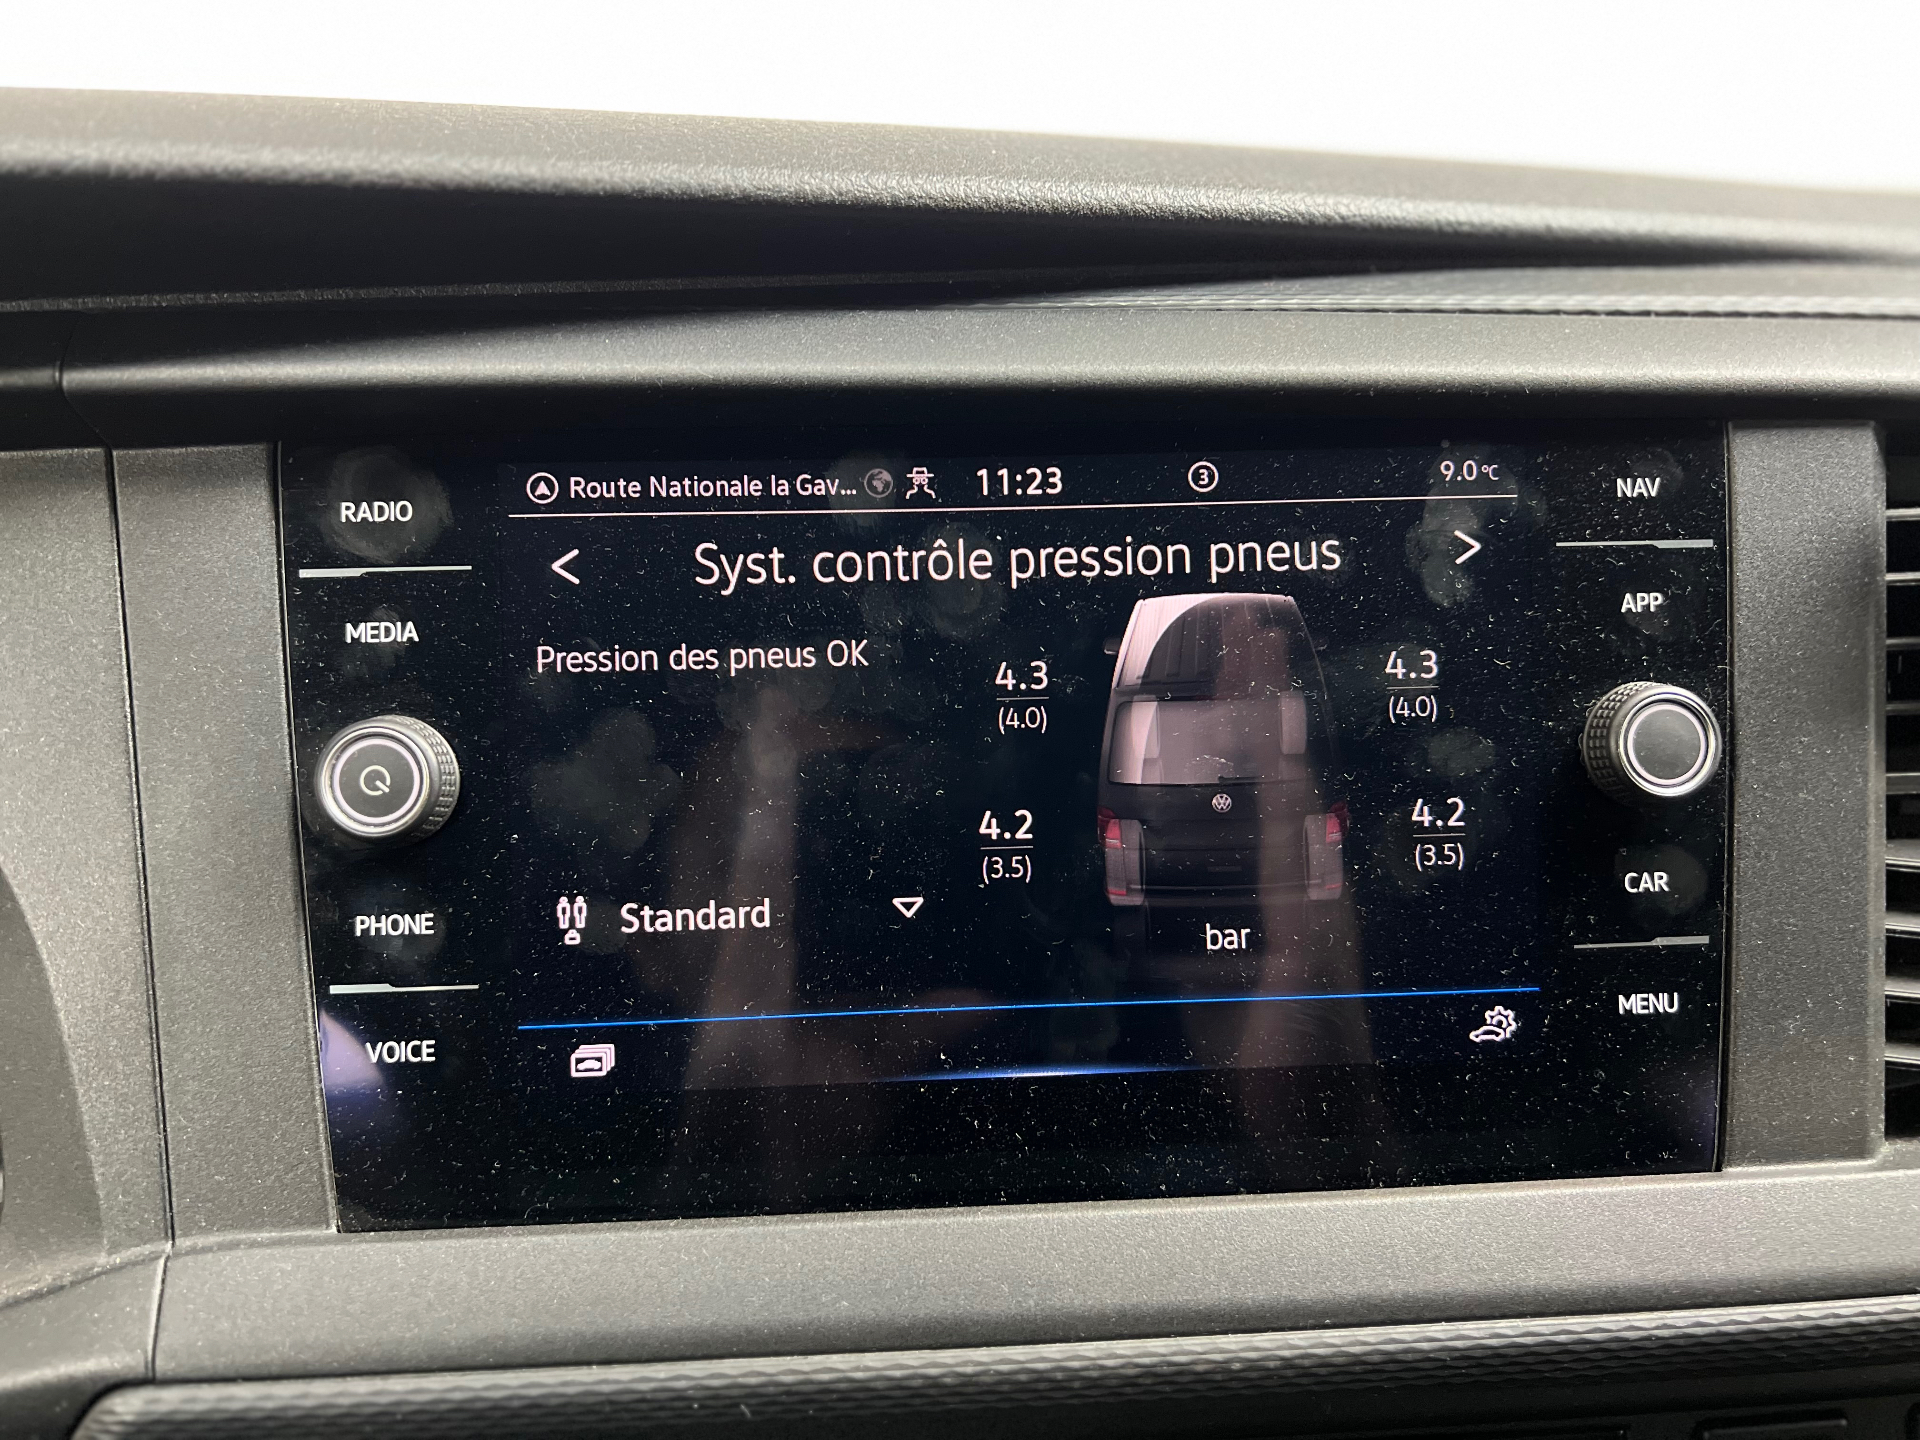 RADIO
MEDIA
PHONE
VOICE
Route Nationale la Gav... 11:23 3 9.0 °C
< Syst. contrôle pression pneus >
Pression des pneus OK
4.3 4.3
(4.0) (4.0)
4.2 4.2
(3.5) (3.5)
Standard
bar
NAV
APP
CAR
MENU